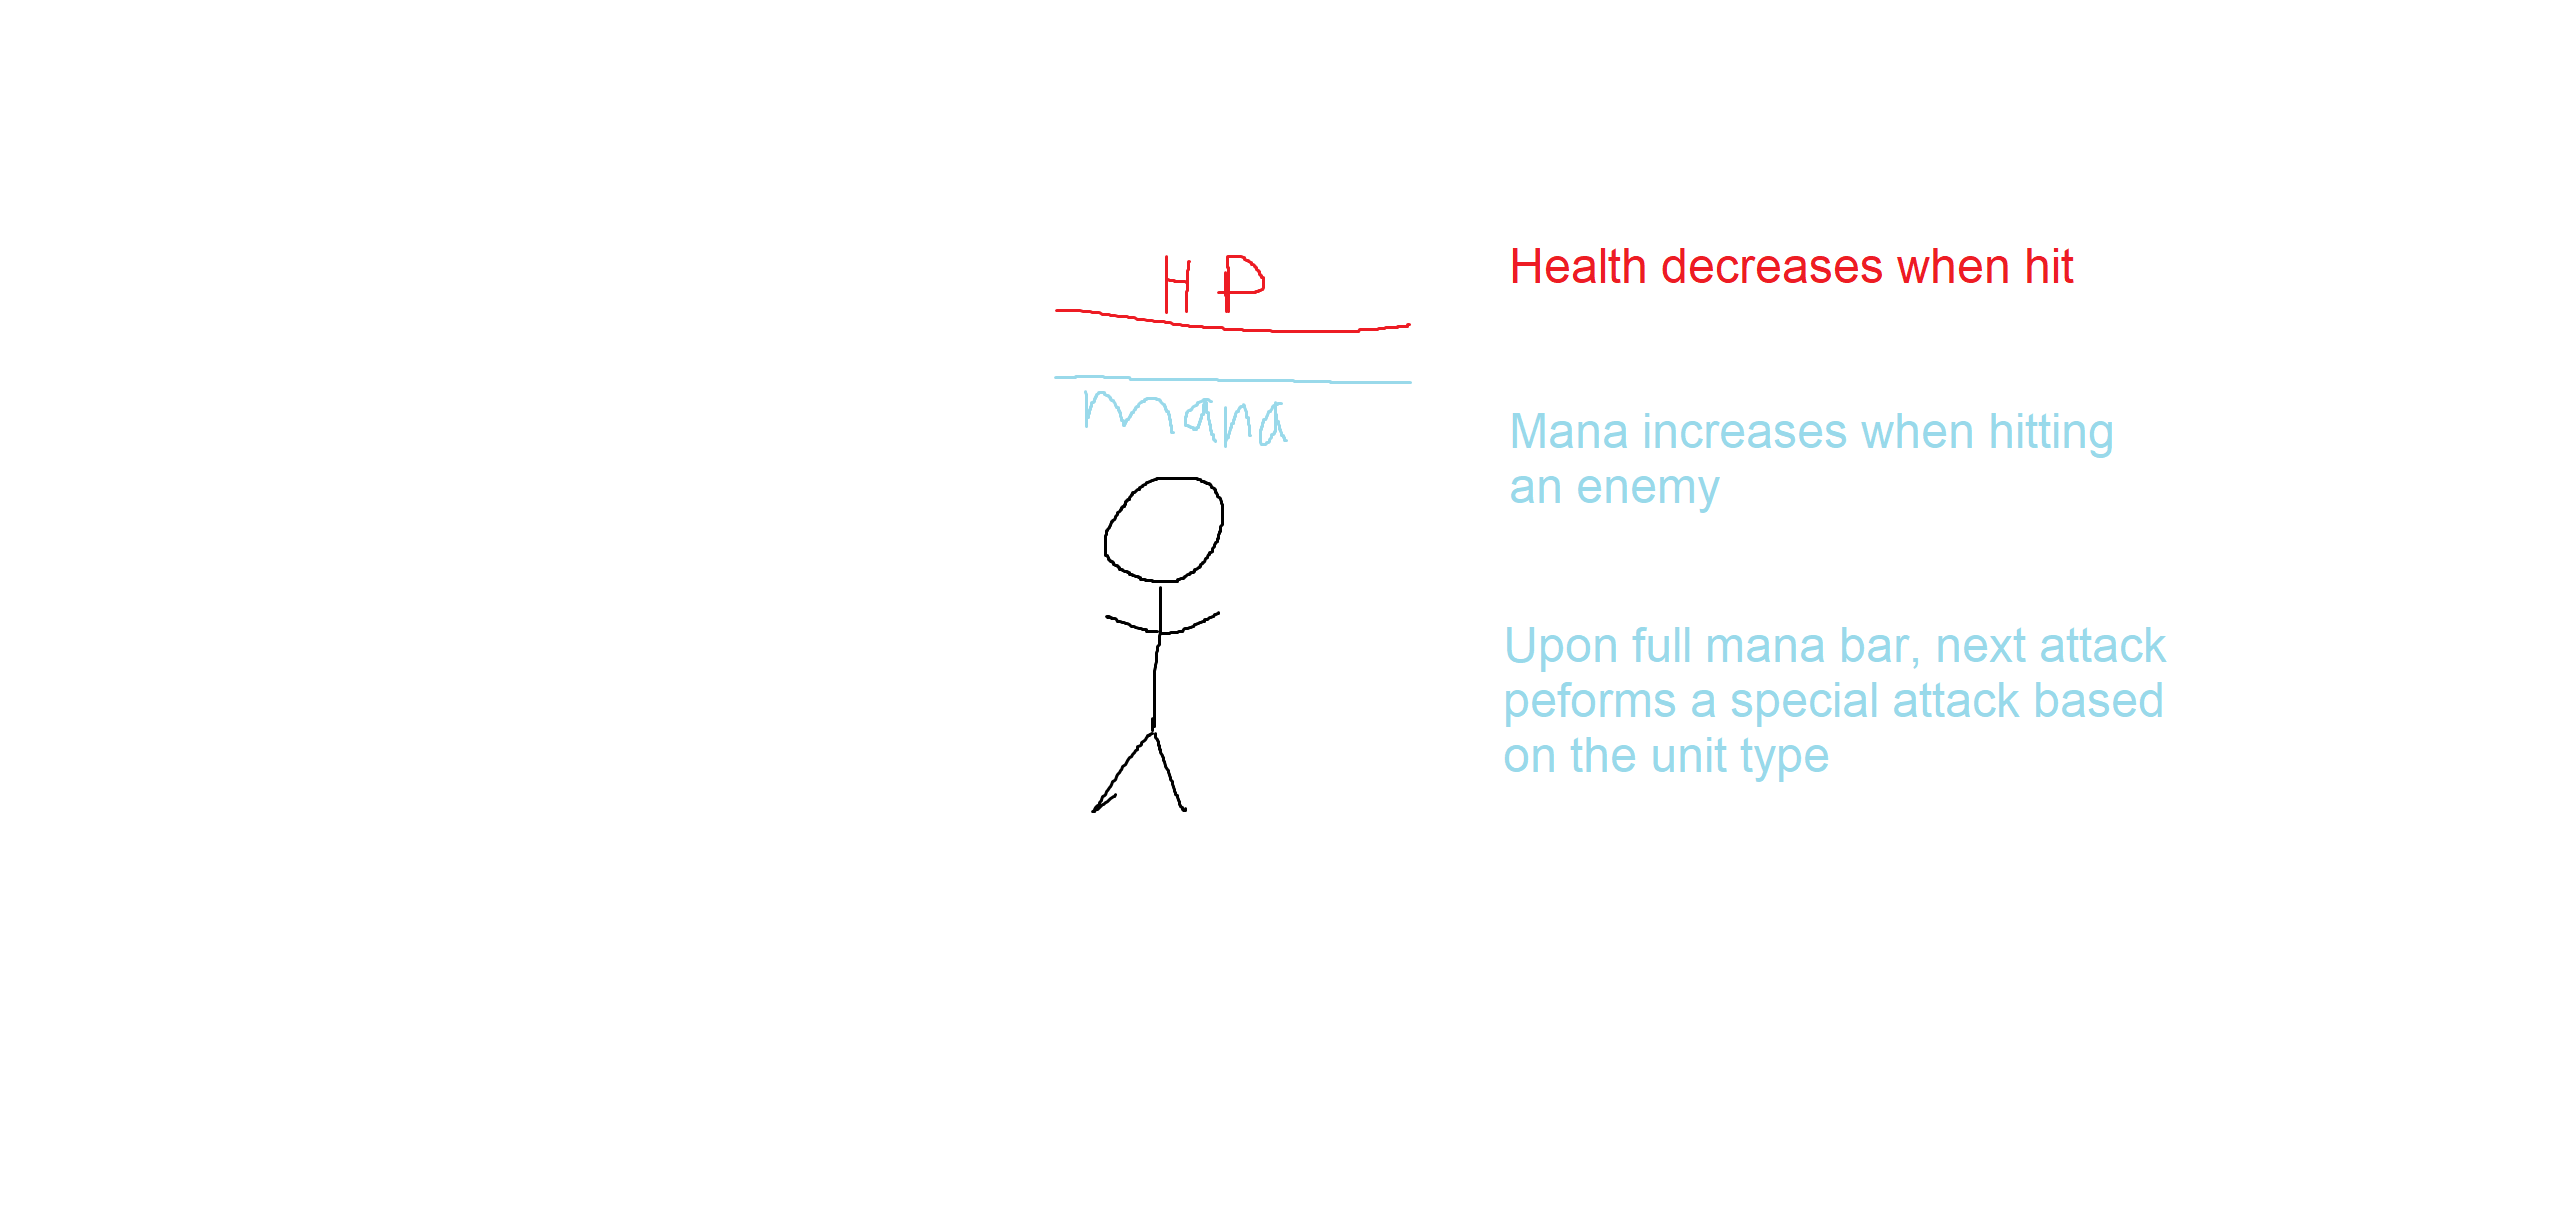 HP
Health decreases when hit
mana
Mana increases when hitting
an enemy
Upon full mana bar, next attack
peforms a special attack based
on the unit type